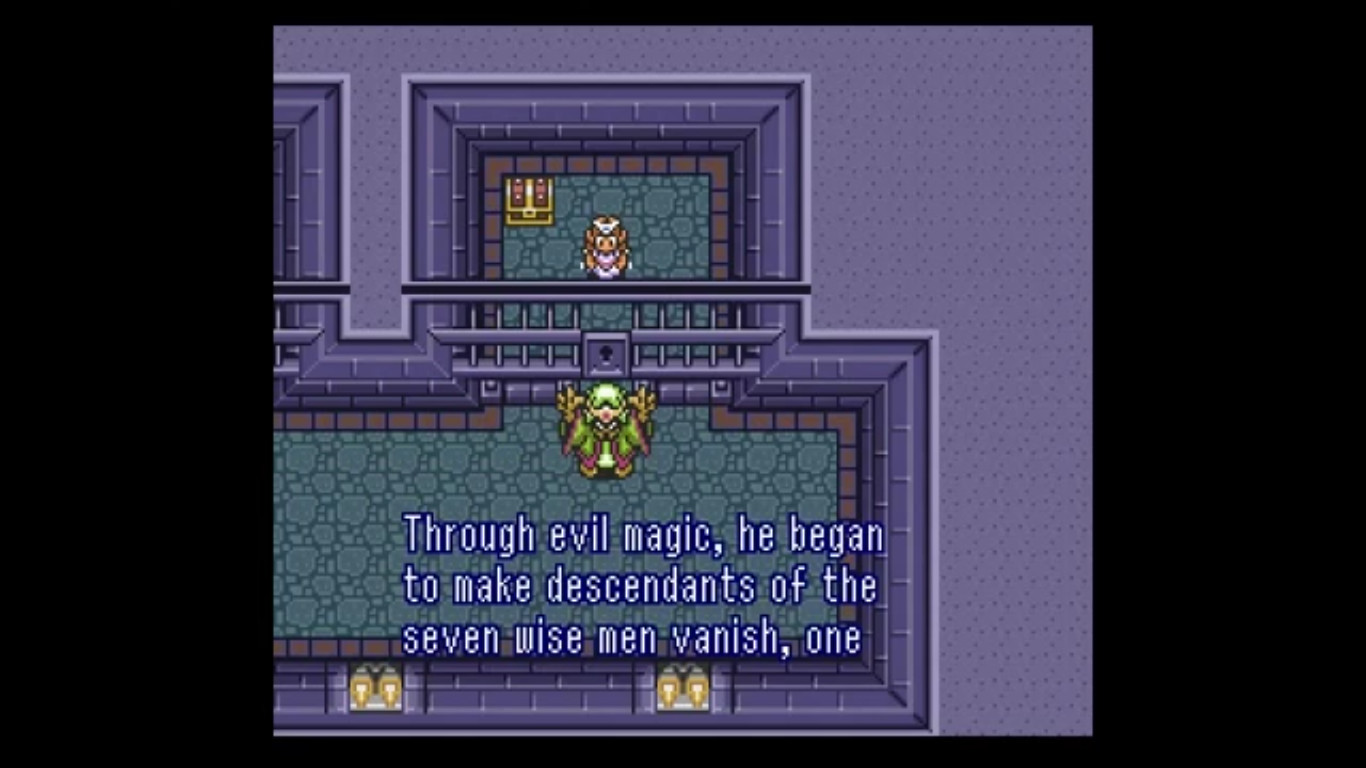 Through evil magic, he began
to make descendants of the
seven wise men vanish, one